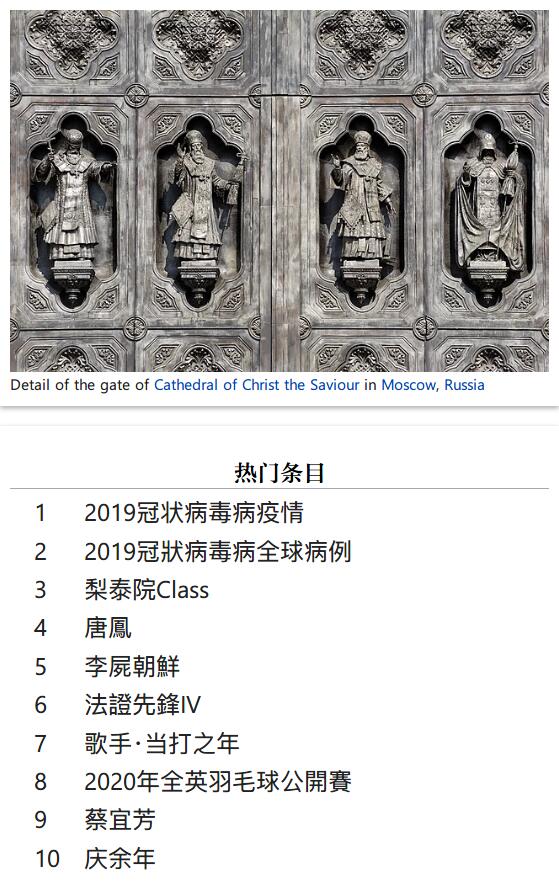 Detail of the gate of Cathedral of Christ the Saviour in Moscow, Russia
热门条目
1 2019冠状病毒病疫情
2 2019冠狀病毒病全球病例
3 梨泰院Class
4 唐鳳
5 李屍朝鮮
6 法證先鋒IV
7 歌手·当打之年
8 2020年全英羽毛球公開賽
9 蔡宜芳
10 庆余年